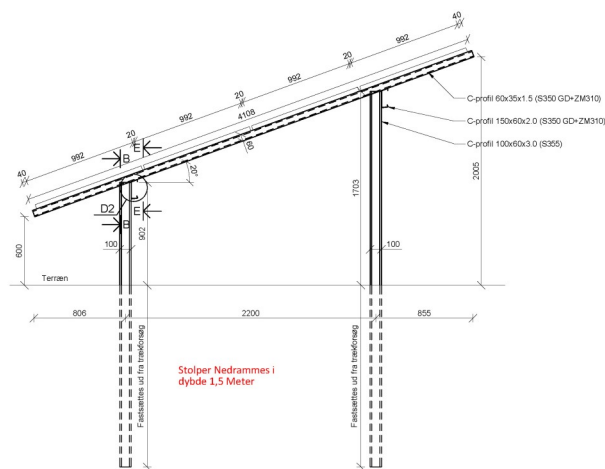 40
992
20
992
20
992
20
992
40
4108
60
20°
B
E
D2
E
B
C-profil 60x35x1.5 (S350 GD+ZM310)
C-profil 150x60x2.0 (S350 GD+ZM310)
C-profil 100x60x3.0 (S355)
600
902
1703
2005
100
100
Terræn
806
2200
855
Fastsættes ud fra trækforsøg
Fastsættes ud fra trækforsøg
Stolper Nedrammes i
dybde 1,5 Meter